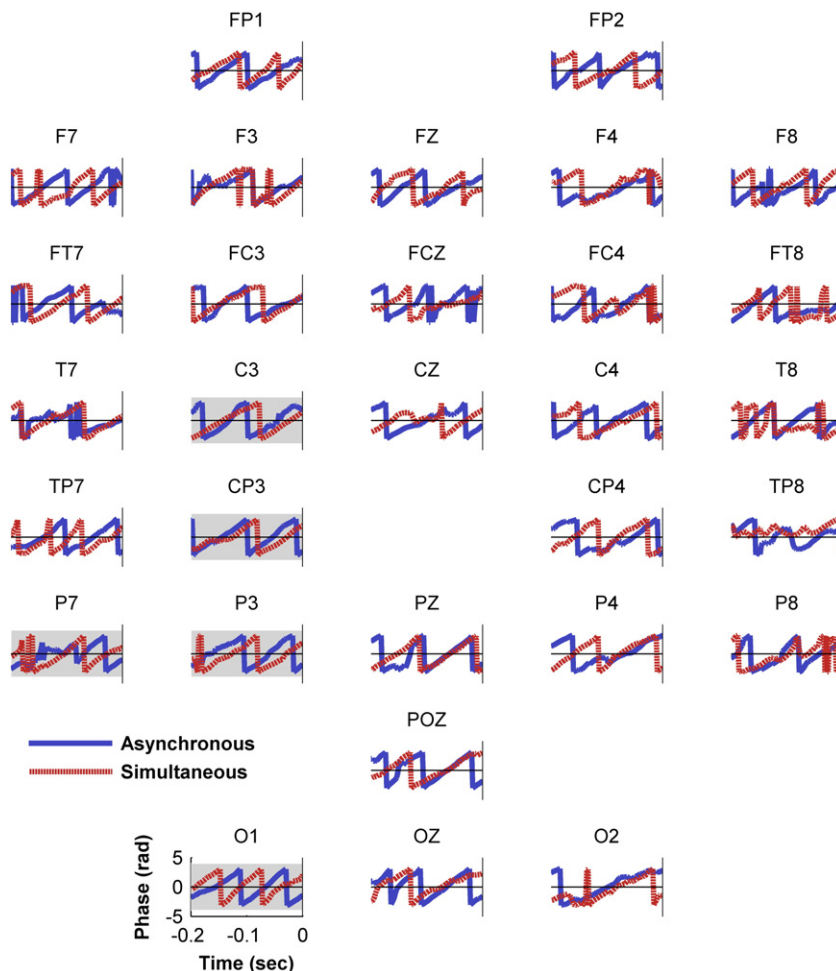 FP1 FP2
F7 F3 FZ F4 F8
FT7 FC3 FCZ FC4 FT8
T7 C3 CZ C4 T8
TP7 CP3 CP4 TP8
P7 P3 PZ P4 P8
POZ
Asynchronous
Simultaneous
O1 OZ O2
Phase (rad)
5
0
-5
-0.2 -0.1 0
Time (sec)